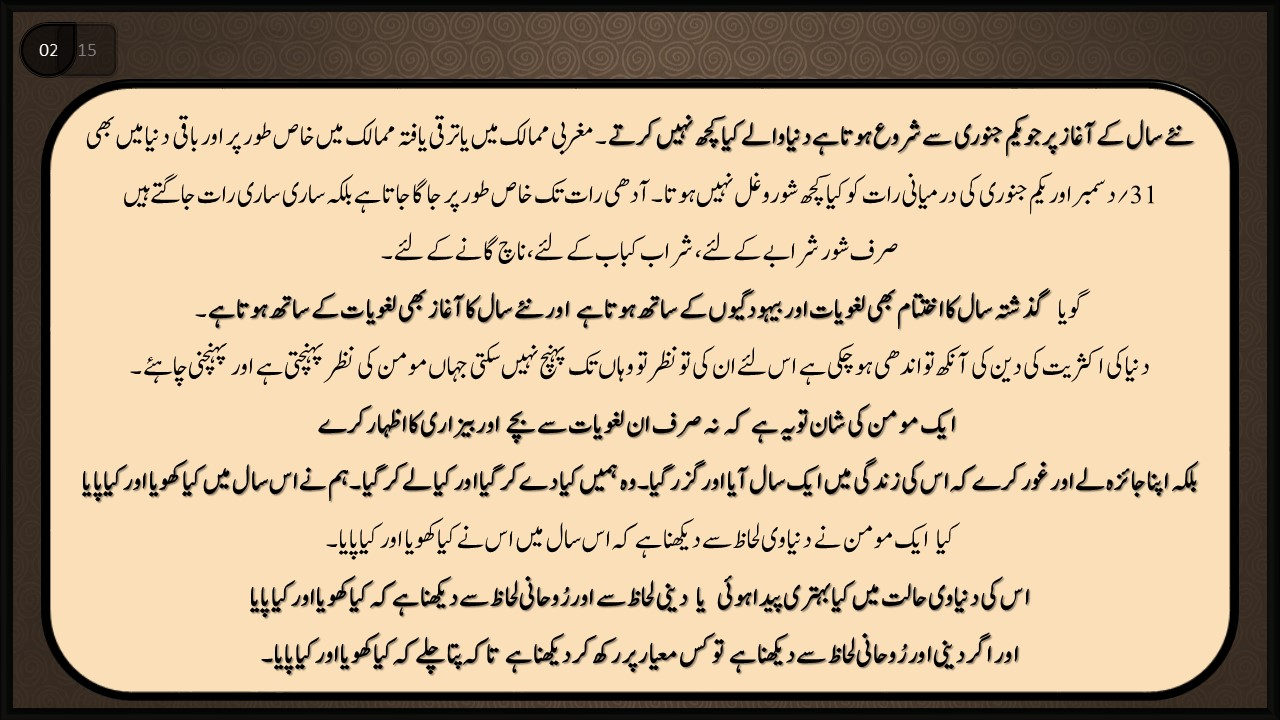 02 15
نئے سال کے آغاز پر جو یکم جنوری سے شروع ہوتا ہے دنیا والے کیا کچھ نہیں کرتے۔ مغربی ممالک میں یا ترقی یافتہ ممالک میں خاص طور پر اور باقی دنیا میں بھی
31؍ دسمبر اور یکم جنوری کی درمیانی رات کو کیا کچھ شور و غل نہیں ہوتا۔ آدھی رات تک خاص طور پر جاگا جاتا ہے بلکہ ساری ساری رات جاگتے ہیں
صرف شور شرابے کے لئے، شراب کباب کے لئے، ناچ گانے کے لئے۔
گویا گذشتہ سال کا اختتام بھی لغویات اور بیہودگیوں کے ساتھ ہوتا ہے اور نئے سال کا آغاز بھی لغویات کے ساتھ ہوتا ہے۔
دنیا کی اکثریت کی دین کی آنکھ تو اندھی ہو چکی ہے اس لئے ان کی تو نظر تو وہاں تک پہنچ نہیں سکتی جہاں مومن کی نظر پہنچتی ہے اور پہنچنی چاہئے۔
ایک مومن کی شان تو یہ ہے کہ نہ صرف ان لغویات سے بچے اور بیزاری کا اظہار کرے
بلکہ اپنا جائزہ لے اور غور کرے کہ اس کی زندگی میں ایک سال آیا اور گزر گیا۔ وہ ہمیں کیا دے کر گیا اور کیا لے کر گیا۔ ہم نے اس سال میں کیا کھویا اور کیا پایا
کیا ایک مومن نے دنیاوی لحاظ سے دیکھنا ہے کہ اس سال میں اس نے کیا کھویا اور کیا پایا۔
اس کی دنیاوی حالت میں کیا بہتری پیدا ہوئی یا دینی لحاظ سے اور رُوحانی لحاظ سے دیکھنا ہے کہ کیا کھویا اور کیا پایا
اور اگر دینی اور رُوحانی لحاظ سے دیکھنا ہے تو کس معیار پر رکھ کر دیکھنا ہے تا کہ پتا چلے کہ کیا کھویا اور کیا پایا۔